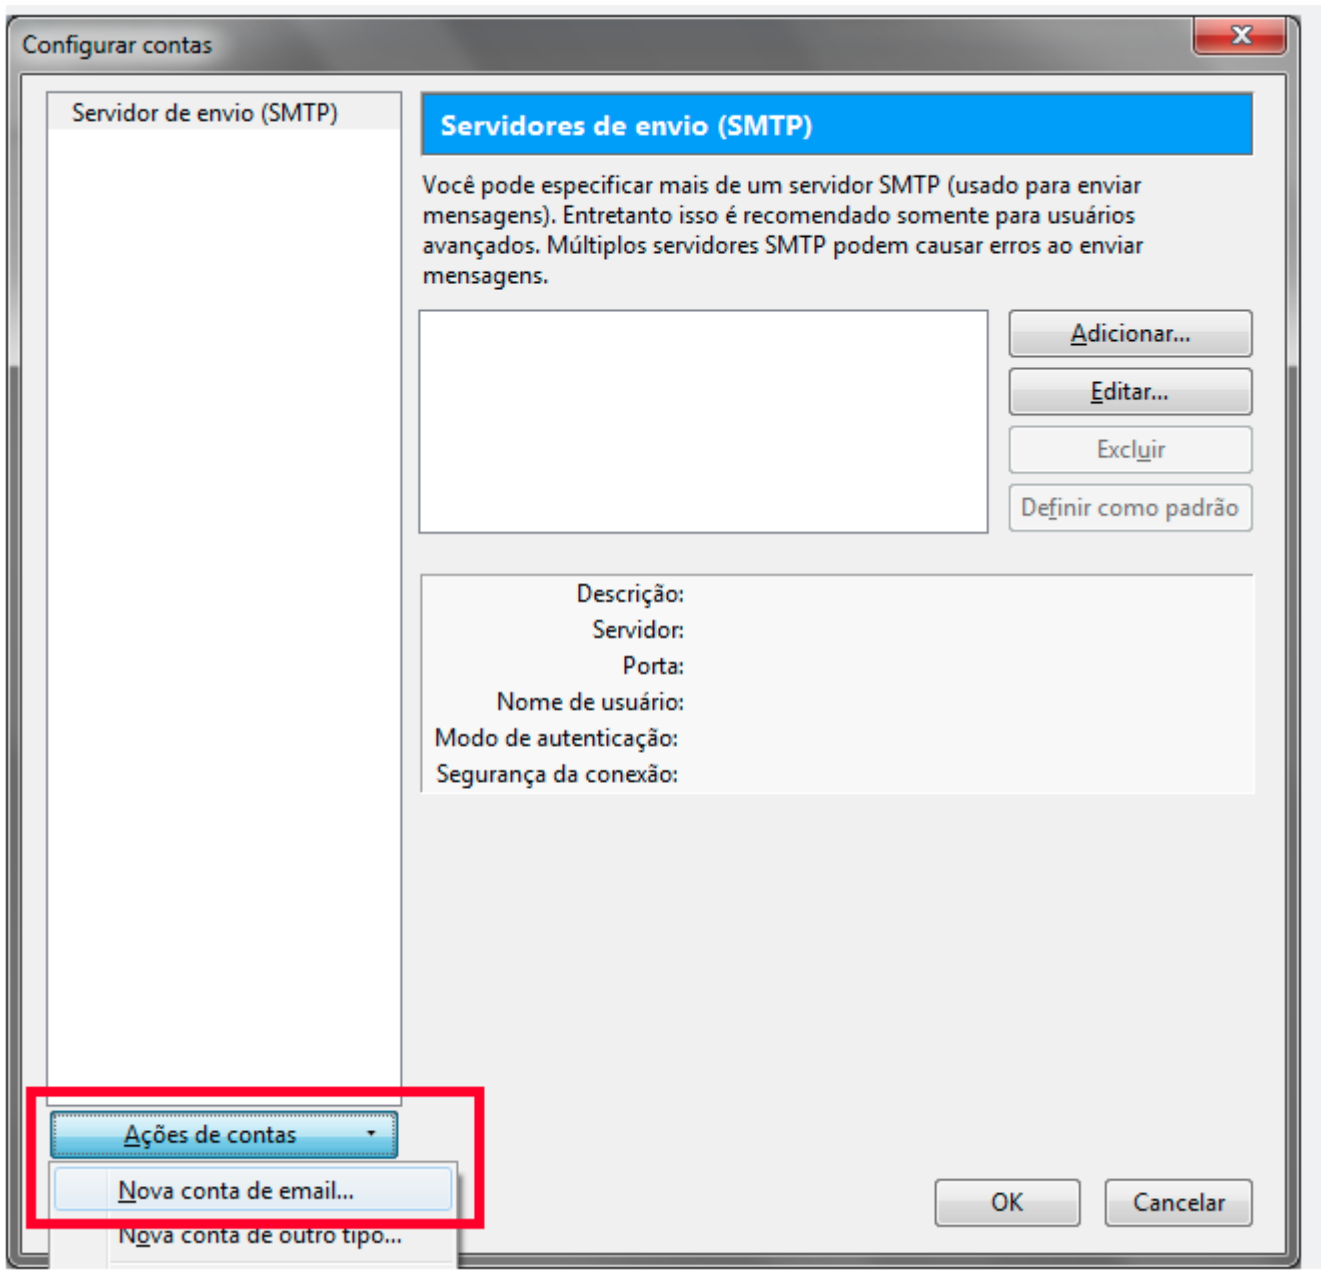 Configurar contas
Servidor de envio (SMTP)
Servidores de envio (SMTP)
Você pode especificar mais de um servidor SMTP (usado para enviar
mensagens). Entretanto isso é recomendado somente para usuários
avançados. Múltiplos servidores SMTP podem causar erros ao enviar
mensagens.
Adicionar...
Editar...
Excluir
Definir como padrão
Descrição:
Servidor:
Porta:
Nome de usuário:
Modo de autenticação:
Segurança da conexão:
Ações de contas
Nova conta de email...
Nova conta de outro tipo...
OK
Cancelar